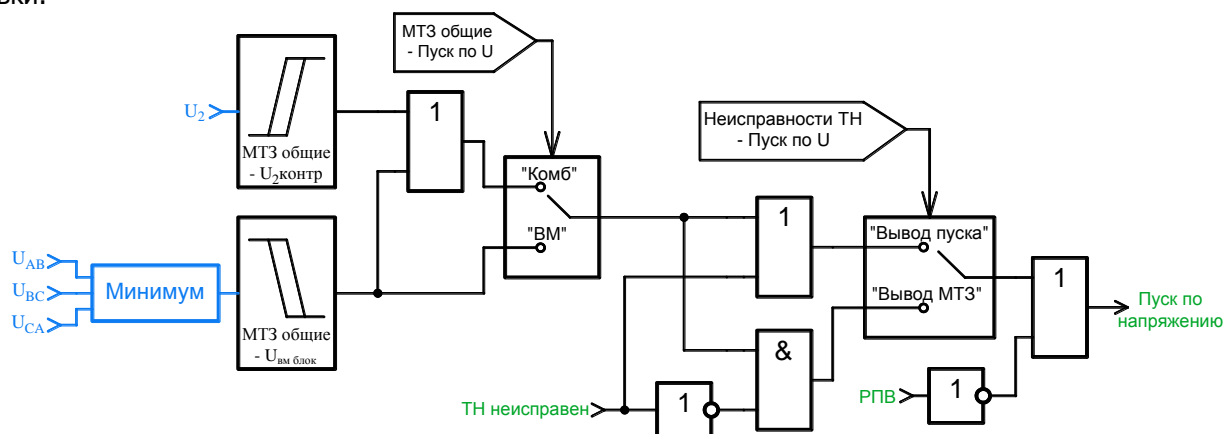 МТЗ общие
- Пуск по U
U2
МТЗ общие
- U2контр
1
"Комб"
"ВМ"
Неисправности ТН
- Пуск по U
UAB
UBC
UCA
Минимум
МТЗ общие
- Uвм блок
1
"Вывод пуска"
"Вывод МТЗ"
1
Пуск по
напряжению
&
ТН неисправен
1
РПВ
1